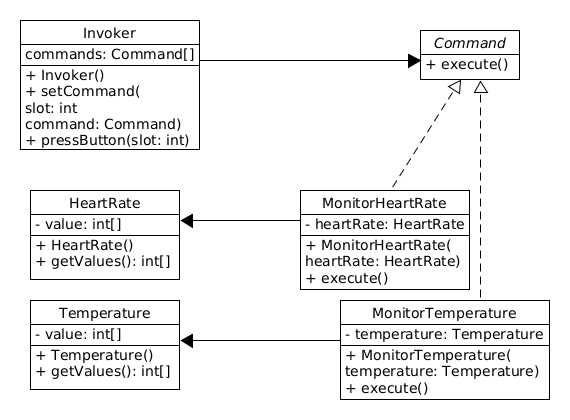 Invoker
commands: Command[]
+ Invoker()
+ setCommand(
slot: int
command: Command)
+ pressButton(slot: int)
Command
+ execute()
HeartRate
- value: int[]
+ HeartRate()
+ getValues(): int[]
MonitorHeartRate
- heartRate: HeartRate
+ MonitorHeartRate(
heartRate: HeartRate)
+ execute()
Temperature
- value: int[]
+ Temperature()
+ getValues(): int[]
MonitorTemperature
- temperature: Temperature
+ MonitorTemperature(
temperature: Temperature)
+ execute()